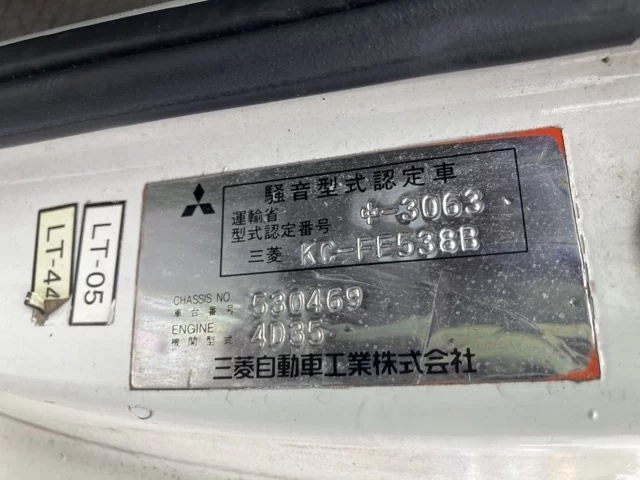 騒音型式認定車
運輸省
型式認定番号 中-3063
三菱 KC-FE538B
CHASSIS NO.
車台番号 530469
ENGINE
機関型式 4D35
三菱自動車工業株式会社
LT-44
LT-05